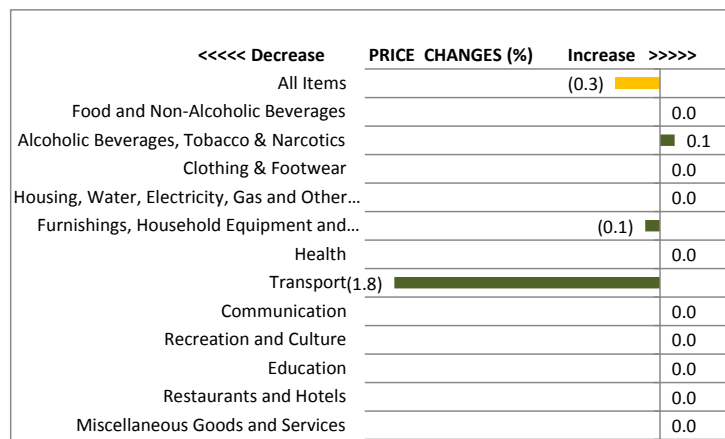 <<<<< Decrease PRICE CHANGES (%) Increase >>>>>
All Items (0.3)
Food and Non-Alcoholic Beverages 0.0
Alcoholic Beverages, Tobacco & Narcotics 0.1
Clothing & Footwear 0.0
Housing, Water, Electricity, Gas and Other… 0.0
Furnishings, Household Equipment and… (0.1)
Health 0.0
Transport (1.8)
Communication 0.0
Recreation and Culture 0.0
Education 0.0
Restaurants and Hotels 0.0
Miscellaneous Goods and Services 0.0